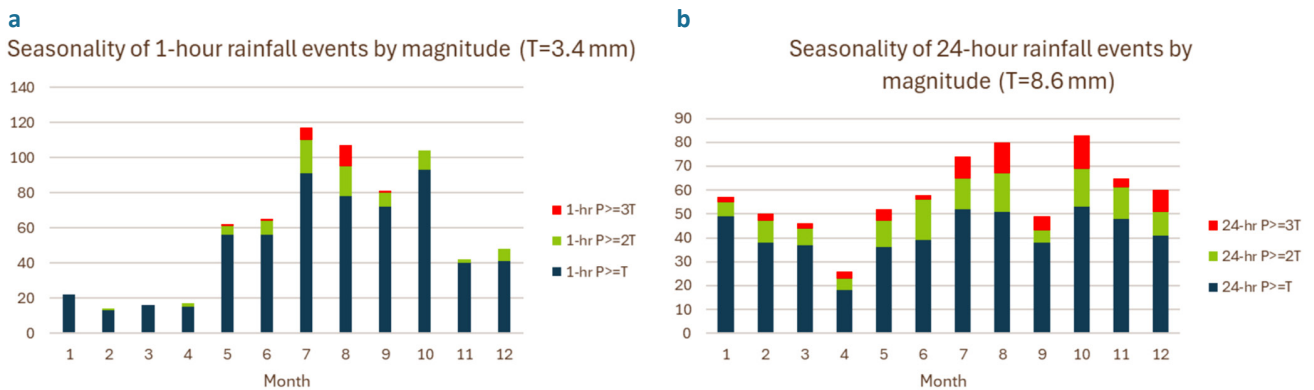 a
Seasonality of 1-hour rainfall events by magnitude (T=3.4 mm)
140
120
100
80
60
40
20
0
1 2 3 4 5 6 7 8 9 10 11 12
Month
1-hr P>=3T
1-hr P>=2T
1-hr P>=T
b
Seasonality of 24-hour rainfall events by
magnitude (T=8.6 mm)
90
80
70
60
50
40
30
20
10
0
1 2 3 4 5 6 7 8 9 10 11 12
Month
24-hr P>=3T
24-hr P>=2T
24-hr P>=T